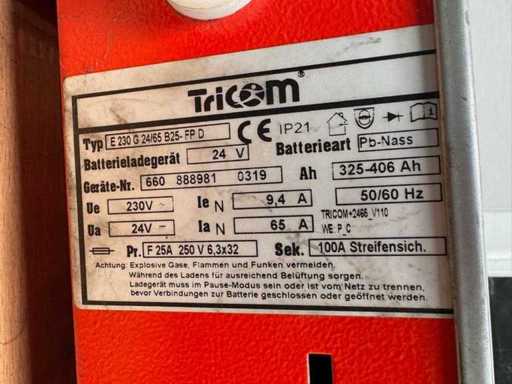 TriCOM®
Typ E 230 G 24/65 B25- FP D CE IP21
Batterieladegerät 24 V Batterieart Pb-Nass
Geräte-Nr. 660 888981 0319 Ah 325-406 Ah
Ue 230V~ Ie N 9,4 A 50/60 Hz
Ua 24V⎓ Ia N 65 A TRICOM+2465_V110
WE P_C
Pr. F 25A 250 V 6,3x32 Sek. 100A Streifensich.
Achtung: Explosive Gase, Flammen und Funken vermeiden.
Während des Ladens für ausreichend Belüftung sorgen.
Ladegerät muss im Pause-Modus sein oder ist vom Netz zu trennen,
bevor Verbindungen zur Batterie geschlossen oder geöffnet werden.